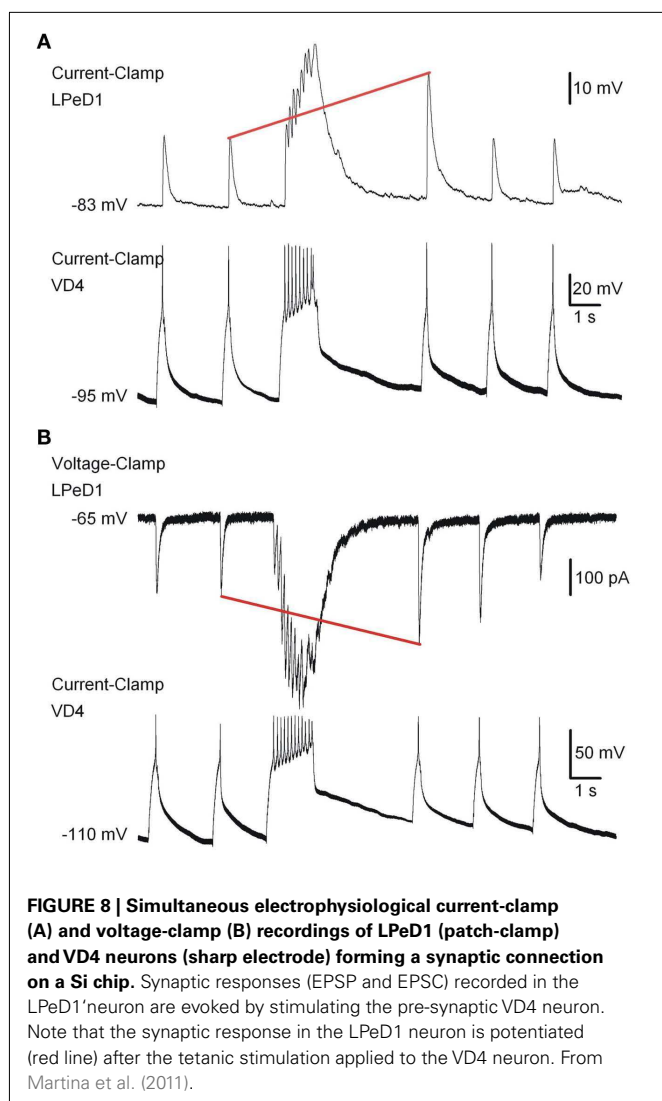 A
Current-Clamp
LPeD1
10 mV
-83 mV
Current-Clamp
VD4
20 mV
1 s
-95 mV
B
Voltage-Clamp
LPeD1
-65 mV
100 pA
Current-Clamp
VD4
50 mV
1 s
-110 mV
FIGURE 8 | Simultaneous electrophysiological current-clamp
(A) and voltage-clamp (B) recordings of LPeD1 (patch-clamp)
and VD4 neurons (sharp electrode) forming a synaptic connection
on a Si chip. Synaptic responses (EPSP and EPSC) recorded in the
LPeD1‘neuron are evoked by stimulating the pre-synaptic VD4 neuron.
Note that the synaptic response in the LPeD1 neuron is potentiated
(red line) after the tetanic stimulation applied to the VD4 neuron. From
Martina et al. (2011).